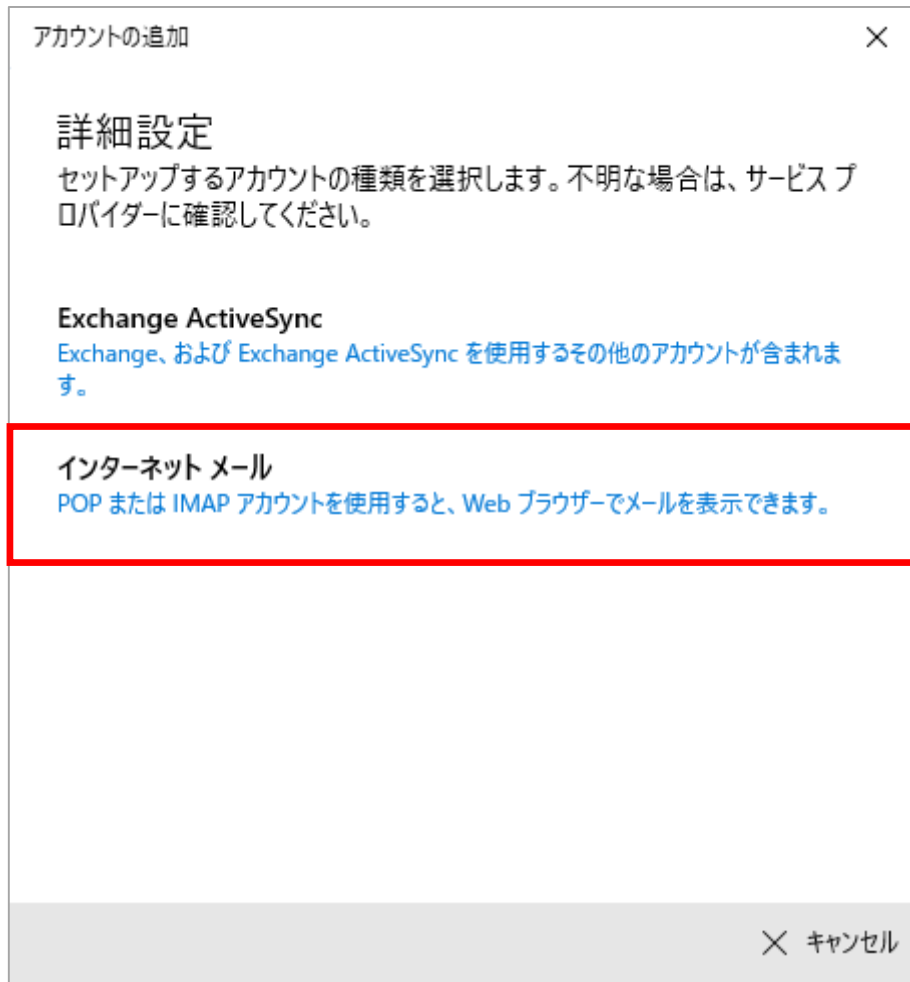 アカウントの追加
詳細設定
セットアップするアカウントの種類を選択します。不明な場合は、サービス プ
ロバイダーに確認してください。
Exchange ActiveSync
Exchange、および Exchange ActiveSync を使用するその他のアカウントが含まれま
す。
インターネット メール
POP または IMAP アカウントを使用すると、Web ブラウザーでメールを表示できます。
キャンセル